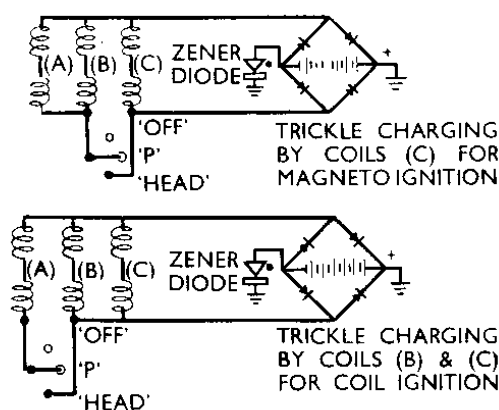 (A) (B) (C)
ZENER
DIODE
+
'OFF'
'P'
'HEAD'
TRICKLE CHARGING
BY COILS (C) FOR
MAGNETO IGNITION
(A) (B) (C)
ZENER
DIODE
+
'OFF'
'P'
'HEAD'
TRICKLE CHARGING
BY COILS (B) & (C)
FOR COIL IGNITION